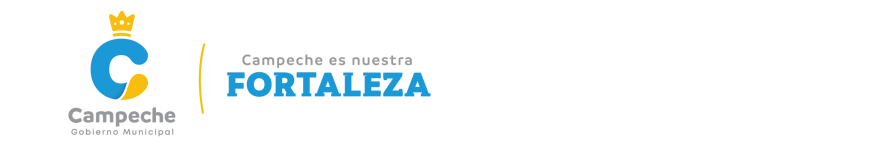 Campeche
Gobierno Municipal
Campeche es nuestra
FORTALEZA